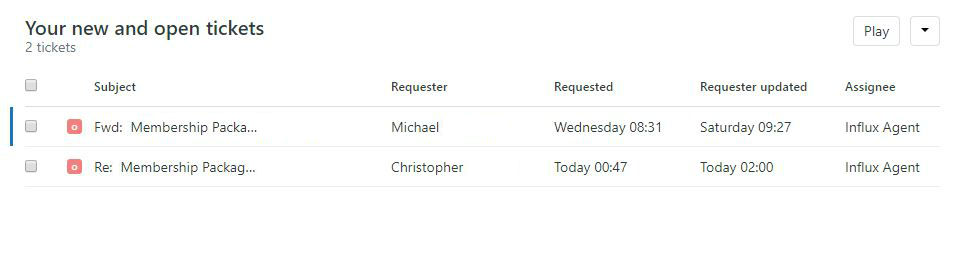 Your new and open tickets
2 tickets
Play
Subject Requester Requested Requester updated Assignee
o Fwd: Membership Packa... Michael Wednesday 08:31 Saturday 09:27 Influx Agent
o Re: Membership Packag... Christopher Today 00:47 Today 02:00 Influx Agent